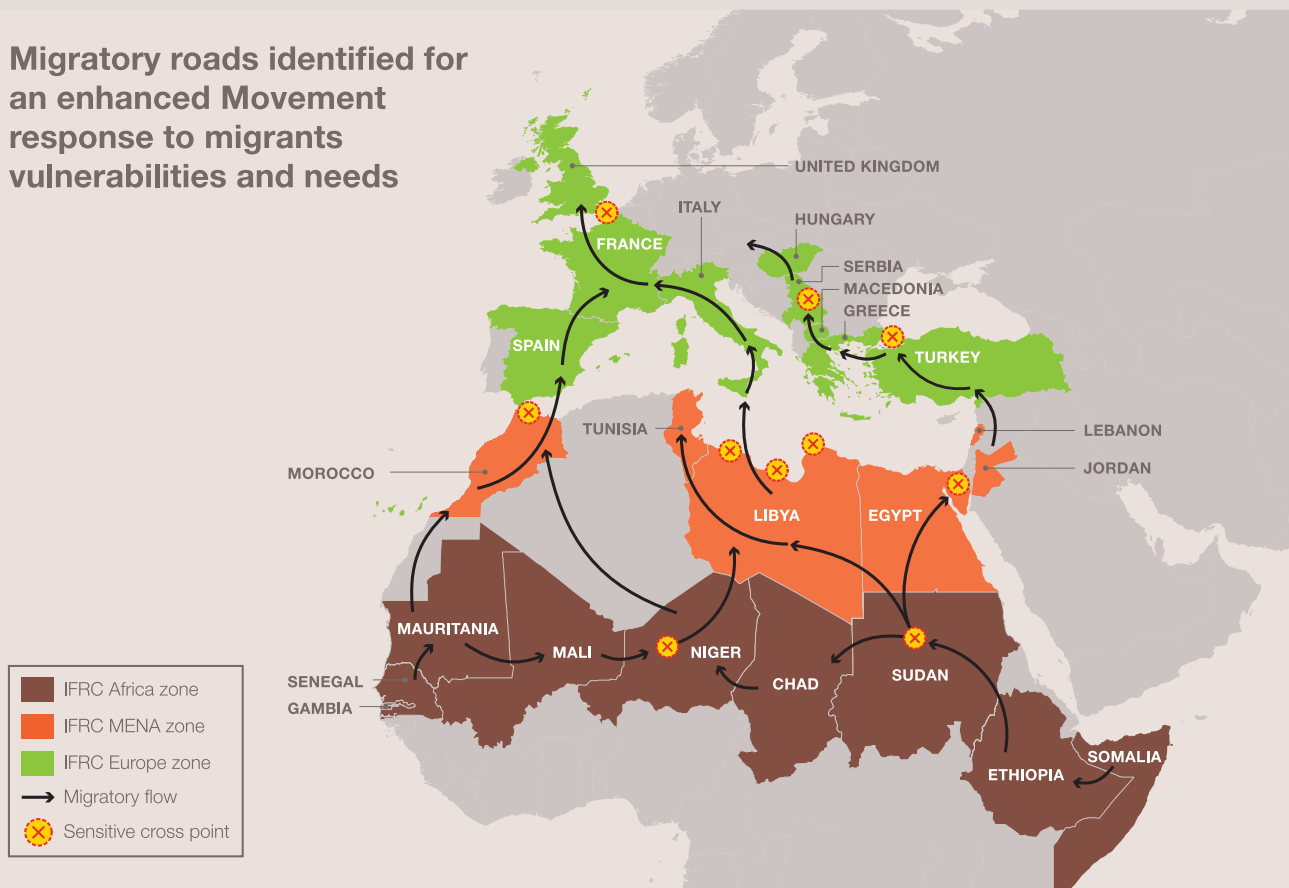 Migratory roads identified for
an enhanced Movement
response to migrants
vulnerabilities and needs
UNITED KINGDOM
ITALY
HUNGARY
FRANCE
SERBIA
MACEDONIA
GREECE
SPAIN
TURKEY
TUNISIA
LEBANON
MOROCCO
JORDAN
LIBYA
EGYPT
MAURITANIA
MALI
NIGER
SENEGAL
GAMBIA
CHAD
SUDAN
ETHIOPIA
SOMALIA
IFRC Africa zone
IFRC MENA zone
IFRC Europe zone
Migratory flow
Sensitive cross point